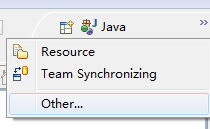 Java
Resource
Team Synchronizing
Other...